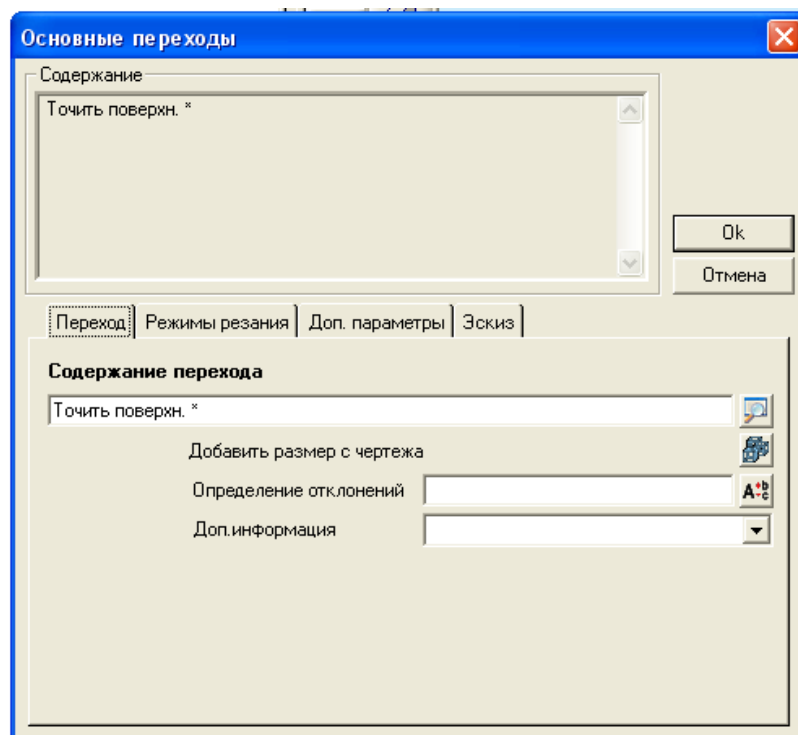 Основные переходы
Содержание
Точить поверхн. *
Ok
Отмена
Переход
Режимы резания
Доп. параметры
Эскиз
Содержание перехода
Точить поверхн. *
Добавить размер с чертежа
Определение отклонений
Доп.информация